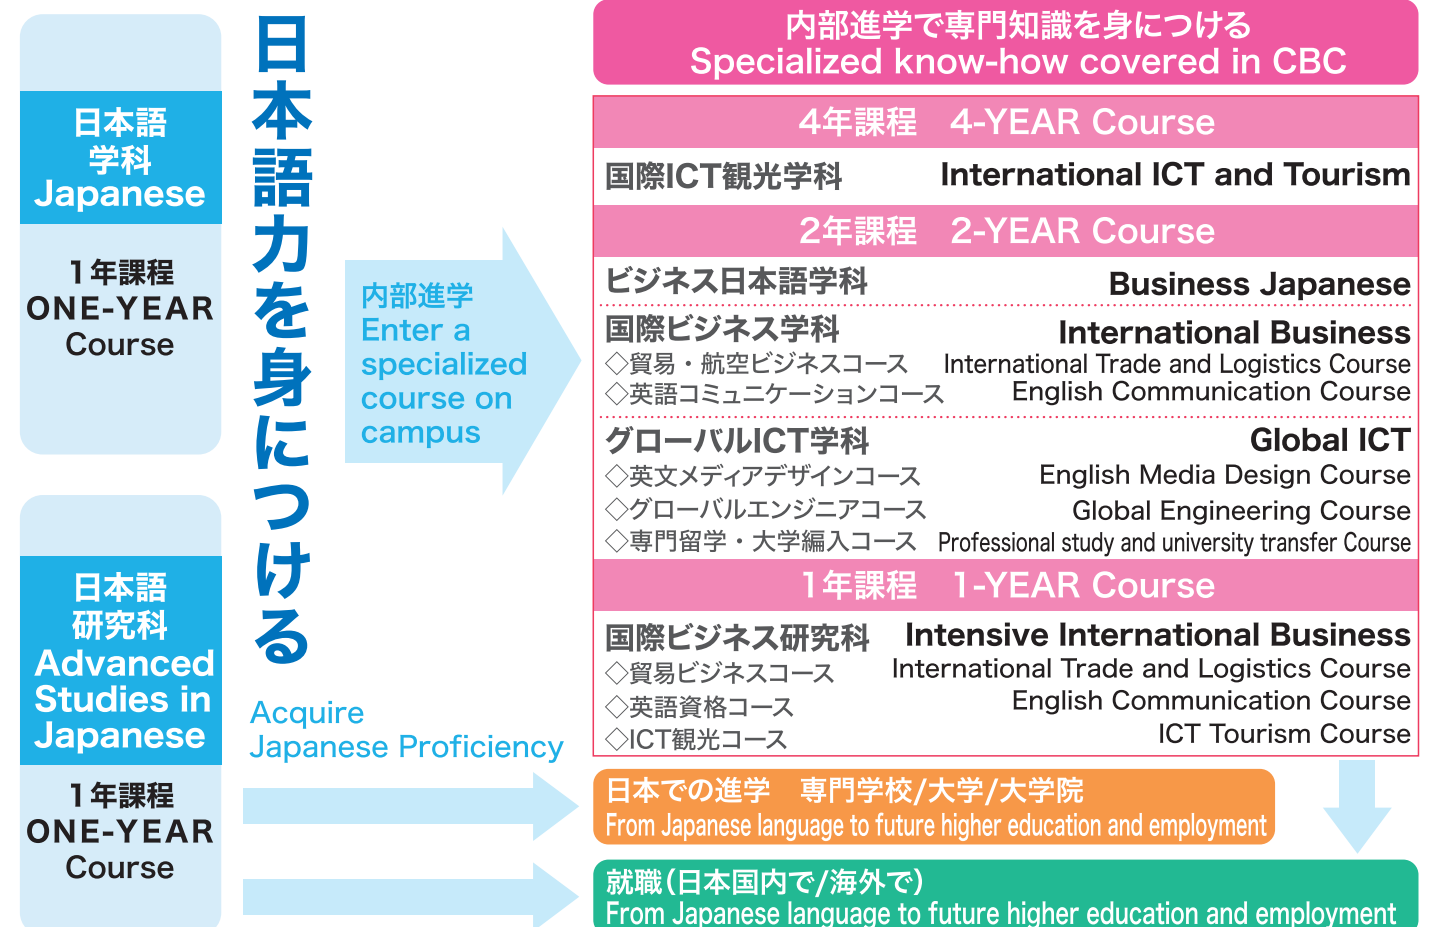 日本語
学科
Japanese
1年課程
ONE-YEAR
Course
日本語
研究科
Advanced
Studies in
Japanese
1年課程
ONE-YEAR
Course
日本語力を身につける
Acquire
Japanese Proficiency
内部進学
Enter a
specialized
course on
campus
内部進学で専門知識を身につける
Specialized know-how covered in CBC
4年課程 4-YEAR Course
国際ICT観光学科 International ICT and Tourism
2年課程 2-YEAR Course
ビジネス日本語学科 Business Japanese
国際ビジネス学科 International Business
◇貿易・航空ビジネスコース International Trade and Logistics Course
◇英語コミュニケーションコース English Communication Course
グローバルICT学科 Global ICT
◇英文メディアデザインコース English Media Design Course
◇グローバルエンジニアコース Global Engineering Course
◇専門留学・大学編入コース Professional study and university transfer Course
1年課程 1-YEAR Course
国際ビジネス研究科 Intensive International Business
◇貿易ビジネスコース International Trade and Logistics Course
◇英語資格コース English Communication Course
◇ICT観光コース ICT Tourism Course
日本での進学 専門学校/大学/大学院
From Japanese language to future higher education and employment
就職(日本国内で/海外で)
From Japanese language to future higher education and employment